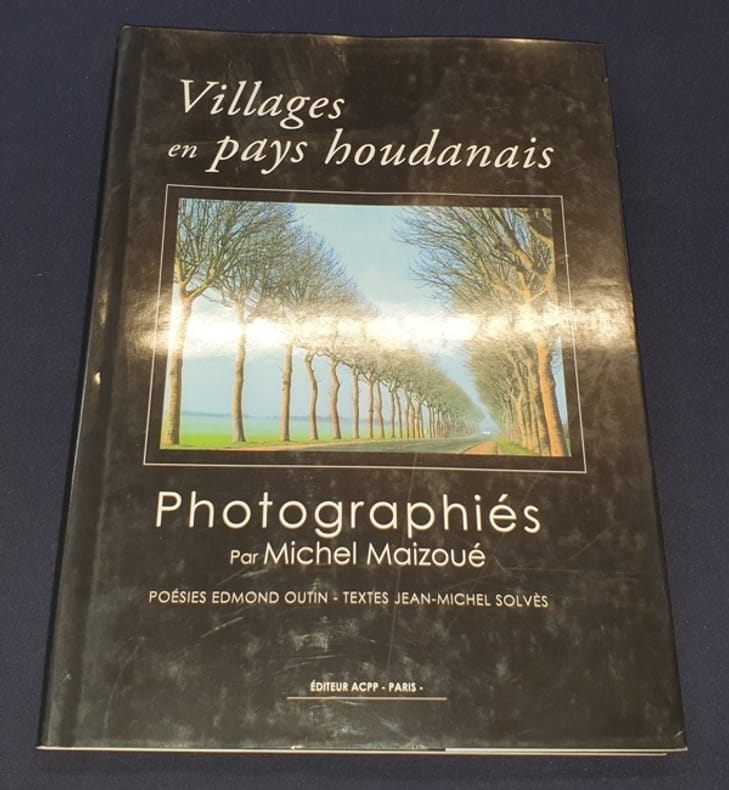 Villages
en pays houdanais
Photographiés
Par Michel Maizoué
POÉSIES EDMOND OUTIN - TEXTES JEAN-MICHEL SOLVÈS
ÉDITEUR ACPP - PARIS -